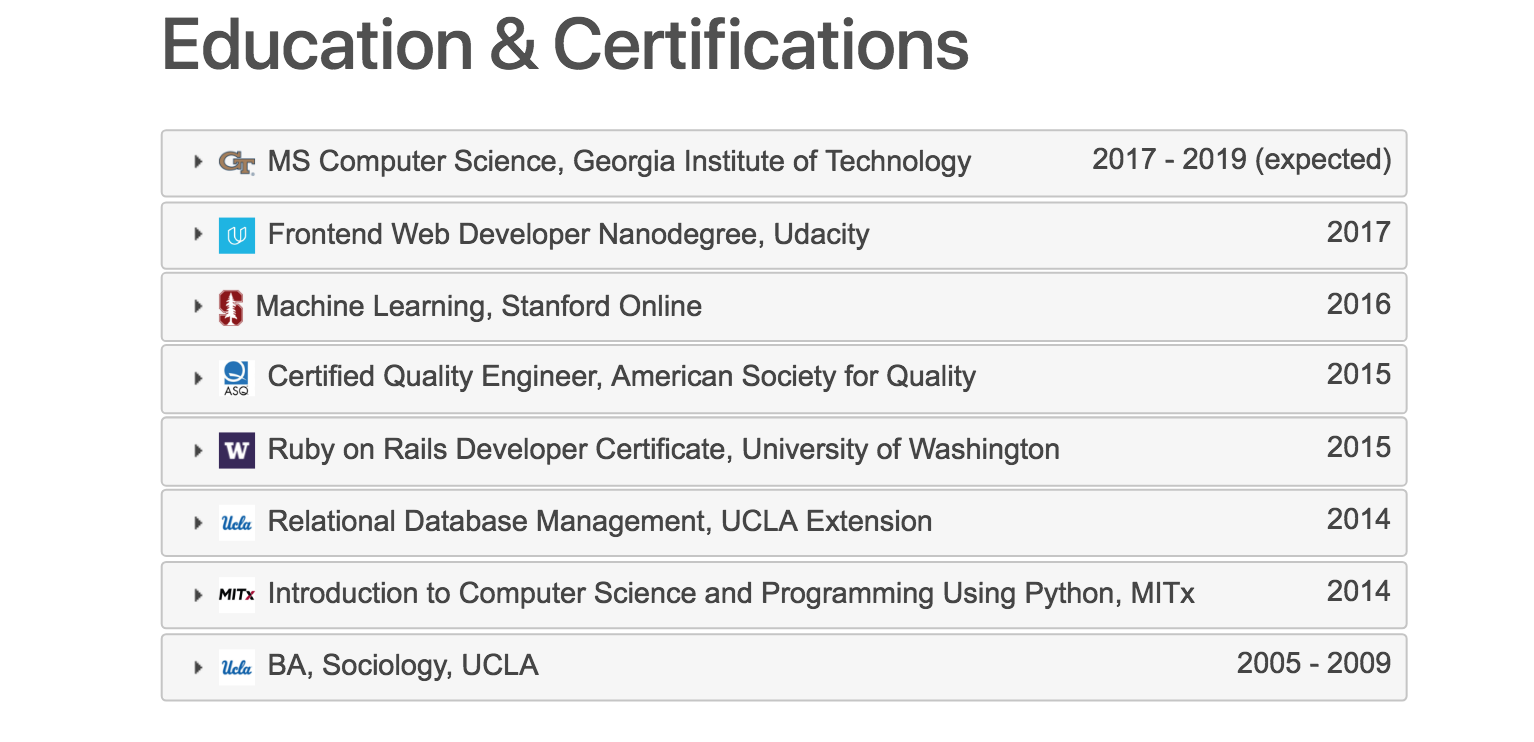 Education & Certifications
GT MS Computer Science, Georgia Institute of Technology 2017 - 2019 (expected)
U Frontend Web Developer Nanodegree, Udacity 2017
S Machine Learning, Stanford Online 2016
ASQ Certified Quality Engineer, American Society for Quality 2015
W Ruby on Rails Developer Certificate, University of Washington 2015
Ucla Relational Database Management, UCLA Extension 2014
MITx Introduction to Computer Science and Programming Using Python, MITx 2014
Ucla BA, Sociology, UCLA 2005 - 2009